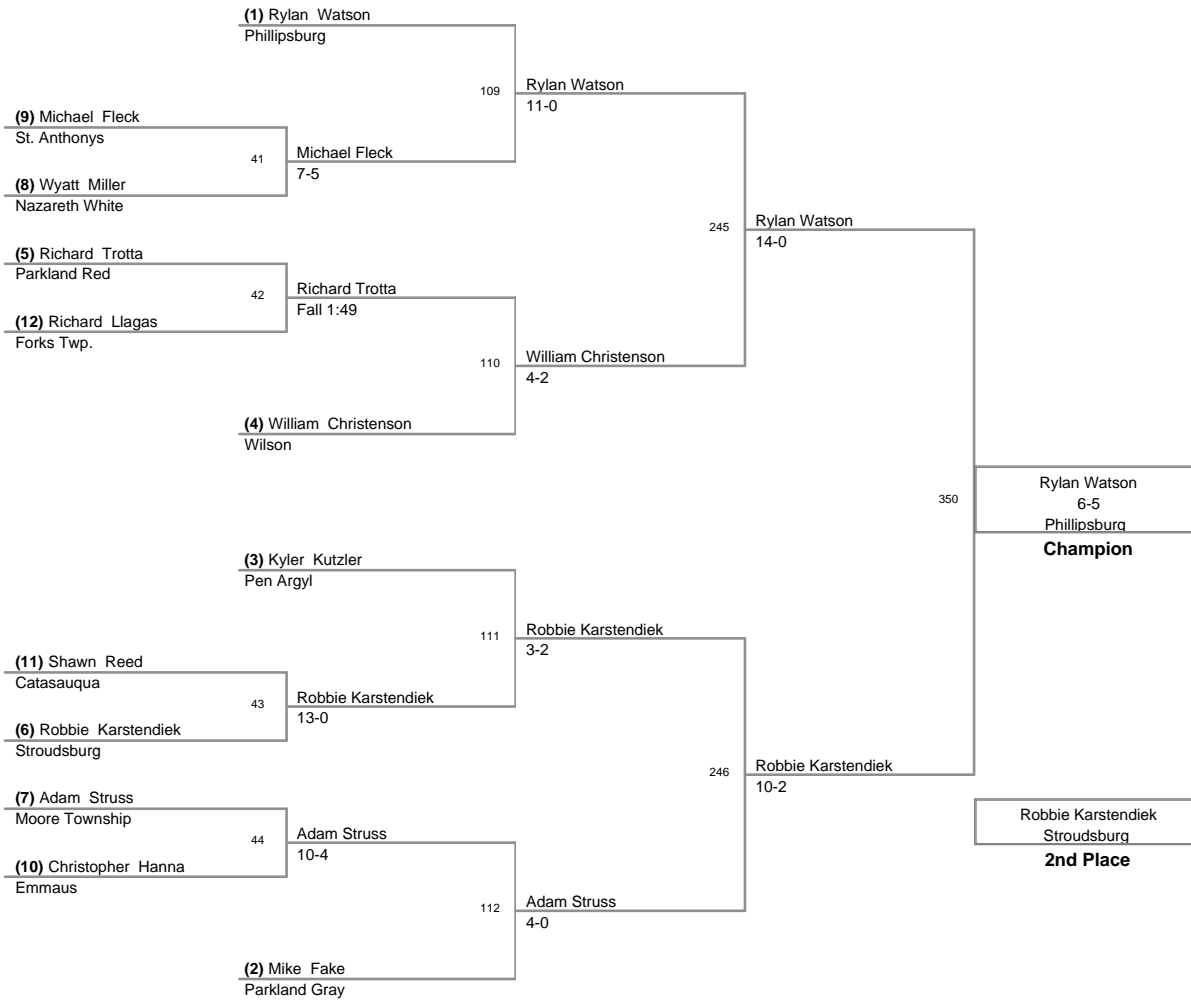 (1) Rylan Watson
Phillipsburg
109
Rylan Watson
11-0
(9) Michael Fleck
St. Anthonys
41
Michael Fleck
7-5
(8) Wyatt Miller
Nazareth White
245
Rylan Watson
14-0
(5) Richard Trotta
Parkland Red
42
Richard Trotta
Fall 1:49
(12) Richard Llagas
Forks Twp.
110
William Christenson
4-2
(4) William Christenson
Wilson
350
Rylan Watson
6-5
Phillipsburg
Champion
(3) Kyler Kutzler
Pen Argyl
111
Robbie Karstendiek
3-2
(11) Shawn Reed
Catasauqua
43
Robbie Karstendiek
13-0
(6) Robbie Karstendiek
Stroudsburg
246
Robbie Karstendiek
10-2
(7) Adam Struss
Moore Township
44
Adam Struss
10-4
(10) Christopher Hanna
Emmaus
112
Adam Struss
4-0
(2) Mike Fake
Parkland Gray
Robbie Karstendiek
Stroudsburg
2nd Place